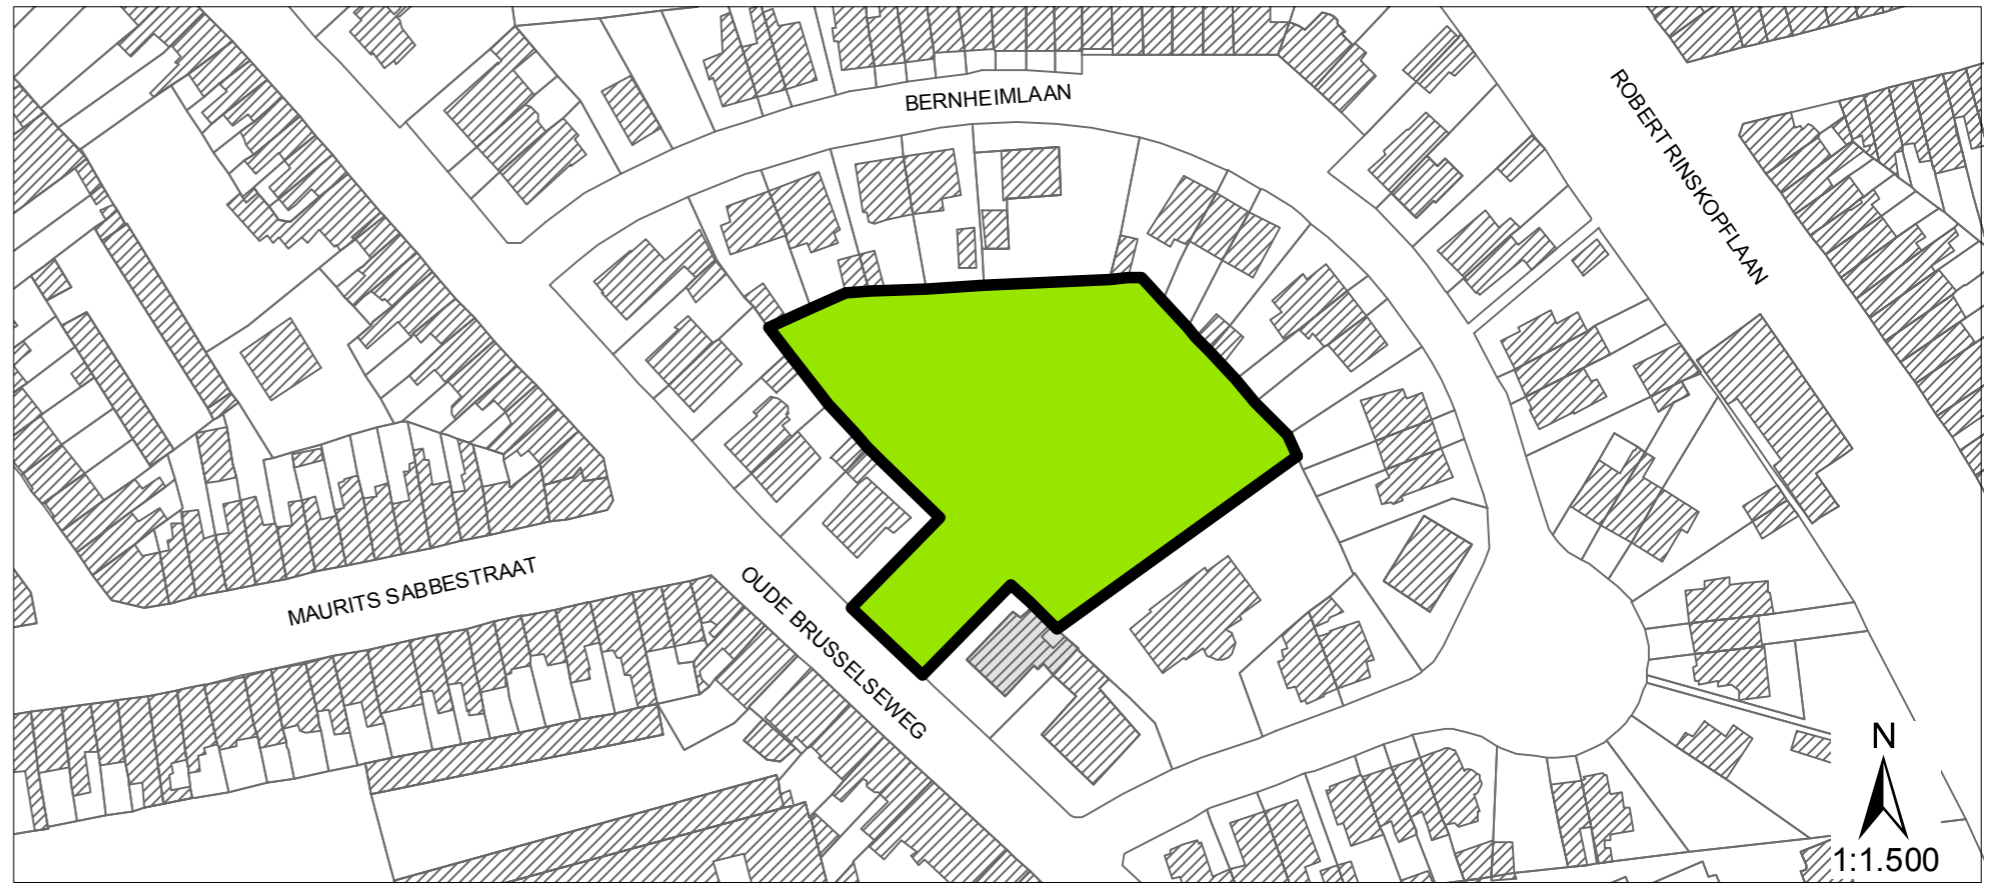 BERNHEIMLAAN
ROBERT RINSKOPFLAAN
MAURITS SABBESTRAAT
OUDE BRUSSELSEWEG
N
1:1.500